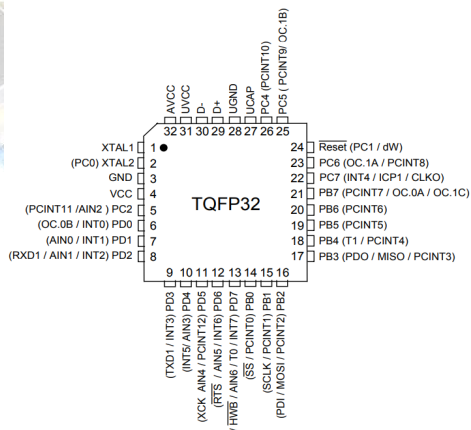 AVCC
UVCC
D-
D+
UGND
UCAP
PC4 (PCINT10)
PC5 ( PCINT9/ OC.1B)
32 31 30 29 28 27 26 25
XTAL1 1
(PC0) XTAL2 2
GND 3
VCC 4
(PCINT11 /AIN2 ) PC2 5
(OC.0B / INT0) PD0 6
(AIN0 / INT1) PD1 7
(RXD1 / AIN1 / INT2) PD2 8
TQFP32
24 Reset (PC1 / dW)
23 PC6 (OC.1A / PCINT8)
22 PC7 (INT4 / ICP1 / CLKO)
21 PB7 (PCINT7 / OC.0A / OC.1C)
20 PB6 (PCINT6)
19 PB5 (PCINT5)
18 PB4 (T1 / PCINT4)
17 PB3 (PDO / MISO / PCINT3)
9 10 11 12 13 14 15 16
(TXD1 / INT3) PD3
(INT5/ AIN3) PD4
(XCK AIN4 / PCINT12) PD5
(RTS / AIN5 / INT6) PD6
/ HWB / AIN6 / T0 / INT7) PD7
(SS / PCINT0) PB0
(SCLK / PCINT1) PB1
(PDI / MOSI / PCINT2) PB2